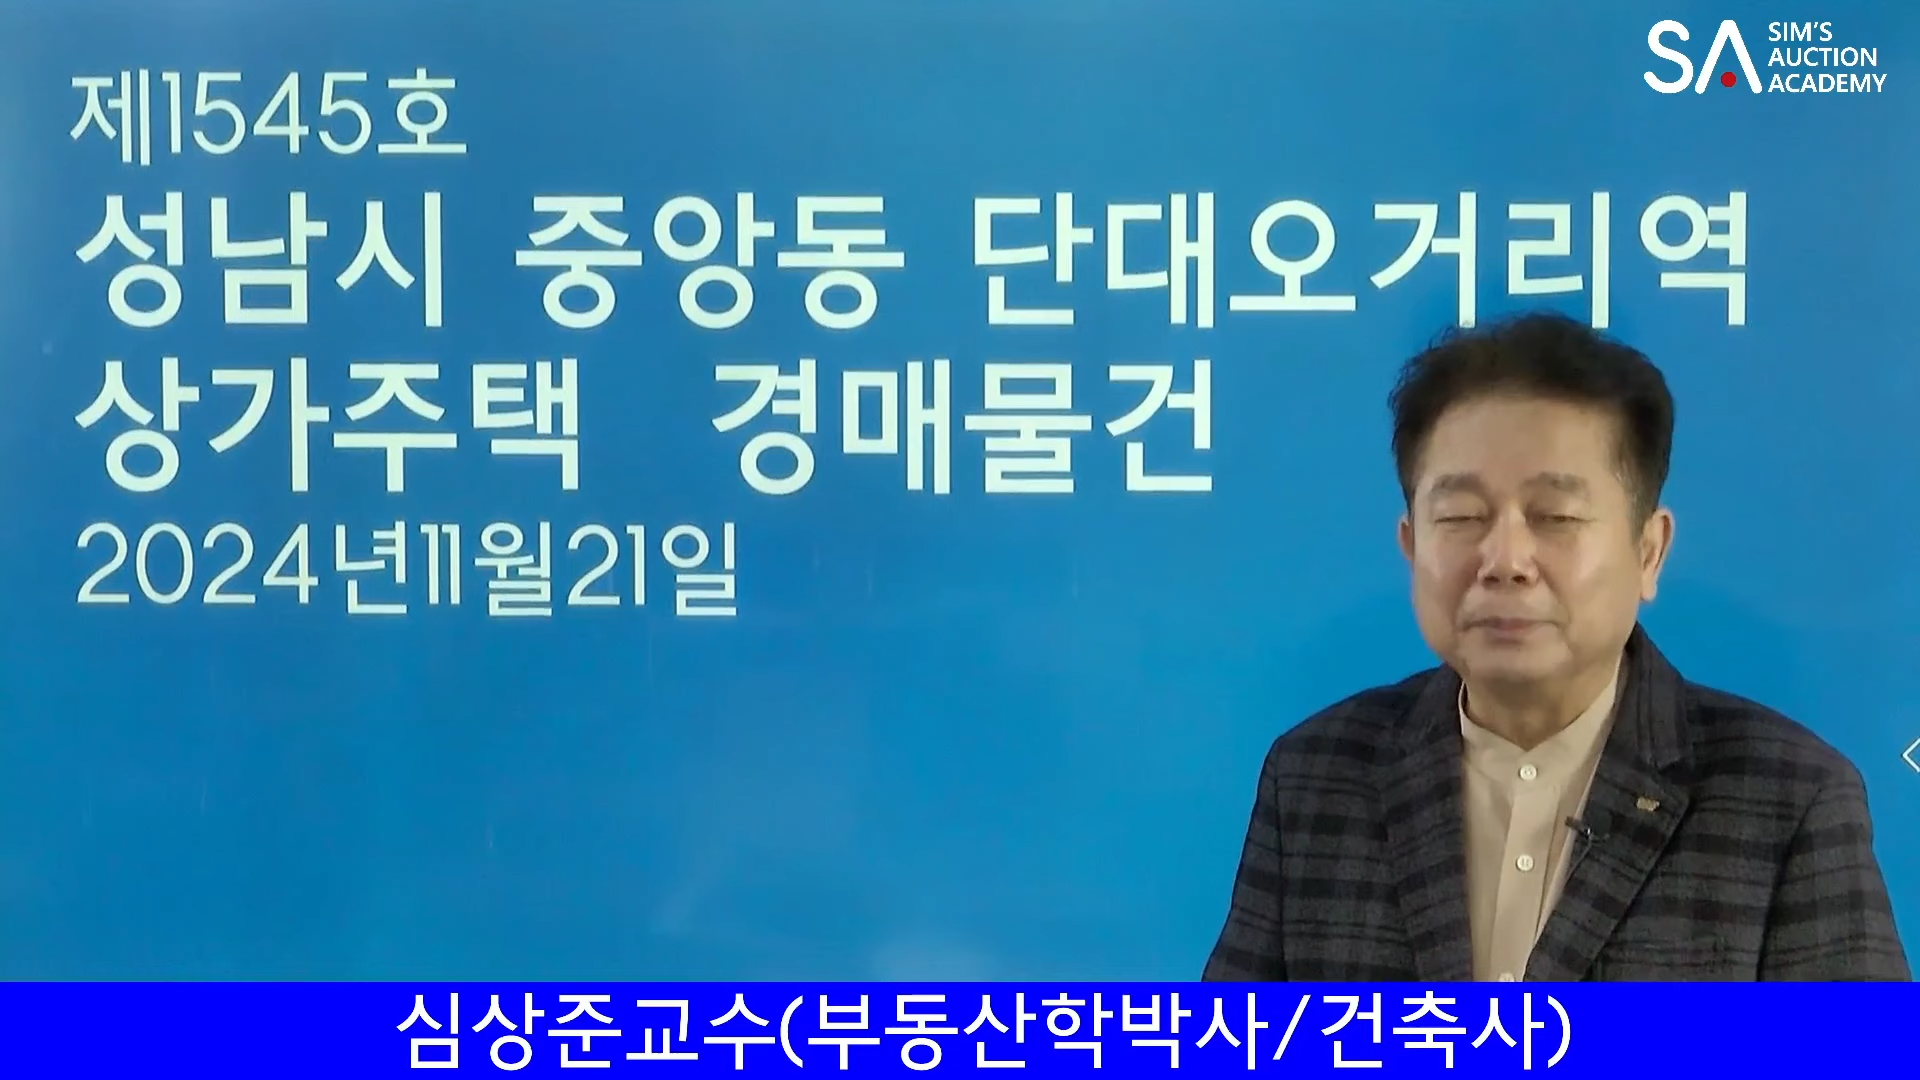 SIM'S
AUCTION
ACADEMY
SA
제1545호
성남시 중앙동 단대오거리역
상가주택 경매물건
2024년11월21일
심상준교수(부동산학박사/건축사)